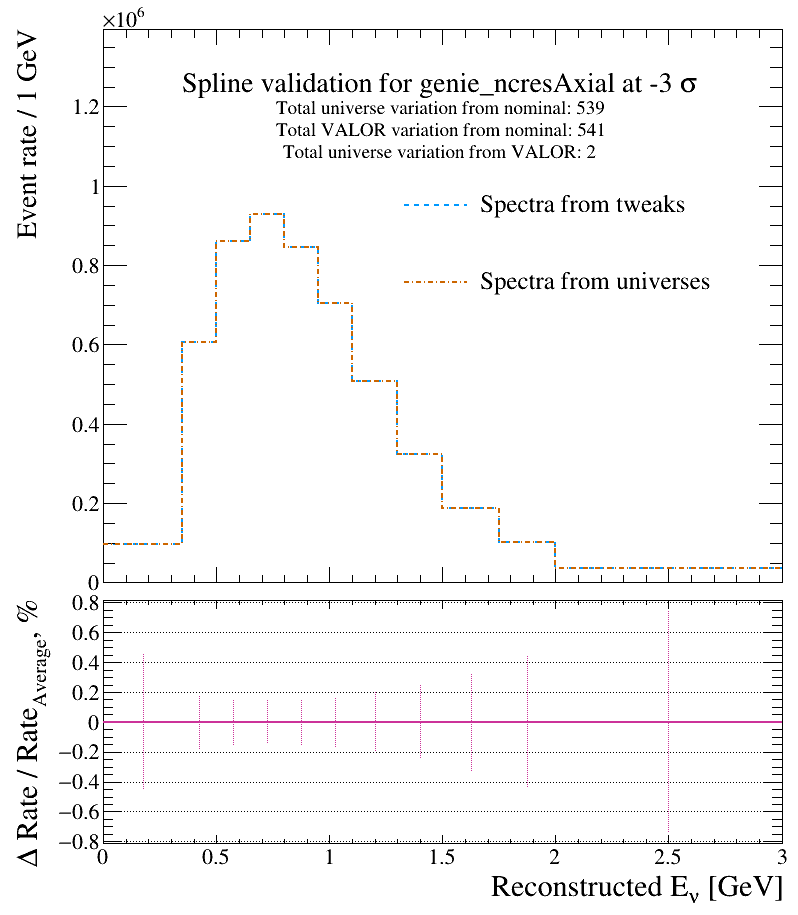 ×10⁶
Event rate / 1 GeV
Spline validation for genie_ncresAxial at -3 σ
Total universe variation from nominal: 539
Total VALOR variation from nominal: 541
Total universe variation from VALOR: 2
Spectra from tweaks
Spectra from universes
1.2
1
0.8
0.6
0.4
0.2
0
Δ Rate / Rate_Average, %
0.8
0.6
0.4
0.2
0
−0.2
−0.4
−0.6
−0.8
0 0.5 1 1.5 2 2.5 3
Reconstructed E_ν [GeV]